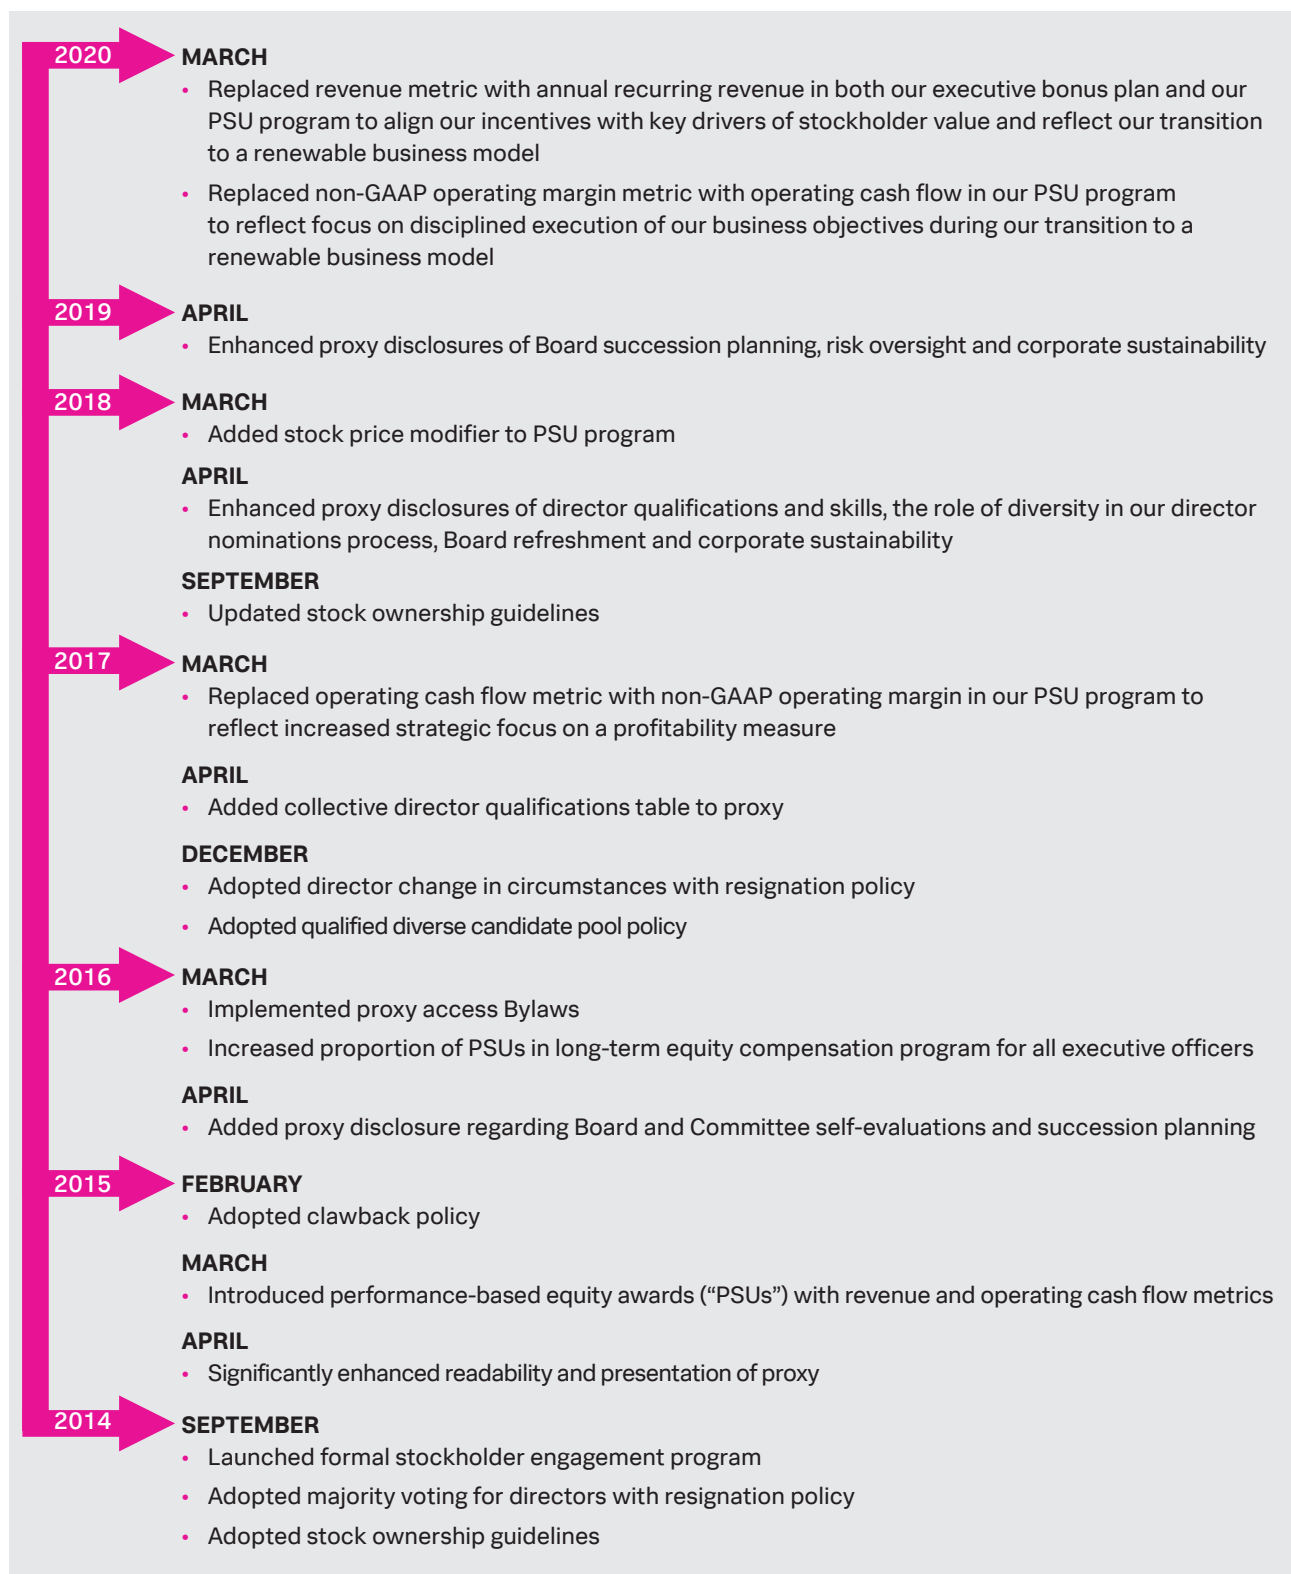 2020
MARCH
• Replaced revenue metric with annual recurring revenue in both our executive bonus plan and our
PSU program to align our incentives with key drivers of stockholder value and reflect our transition
to a renewable business model
• Replaced non-GAAP operating margin metric with operating cash flow in our PSU program
to reflect focus on disciplined execution of our business objectives during our transition to a
renewable business model
2019
APRIL
• Enhanced proxy disclosures of Board succession planning, risk oversight and corporate sustainability
2018
MARCH
• Added stock price modifier to PSU program
APRIL
• Enhanced proxy disclosures of director qualifications and skills, the role of diversity in our director
nominations process, Board refreshment and corporate sustainability
SEPTEMBER
• Updated stock ownership guidelines
2017
MARCH
• Replaced operating cash flow metric with non-GAAP operating margin in our PSU program to
reflect increased strategic focus on a profitability measure
APRIL
• Added collective director qualifications table to proxy
DECEMBER
• Adopted director change in circumstances with resignation policy
• Adopted qualified diverse candidate pool policy
2016
MARCH
• Implemented proxy access Bylaws
• Increased proportion of PSUs in long-term equity compensation program for all executive officers
APRIL
• Added proxy disclosure regarding Board and Committee self-evaluations and succession planning
2015
FEBRUARY
• Adopted clawback policy
MARCH
• Introduced performance-based equity awards (“PSUs”) with revenue and operating cash flow metrics
APRIL
• Significantly enhanced readability and presentation of proxy
2014
SEPTEMBER
• Launched formal stockholder engagement program
• Adopted majority voting for directors with resignation policy
• Adopted stock ownership guidelines